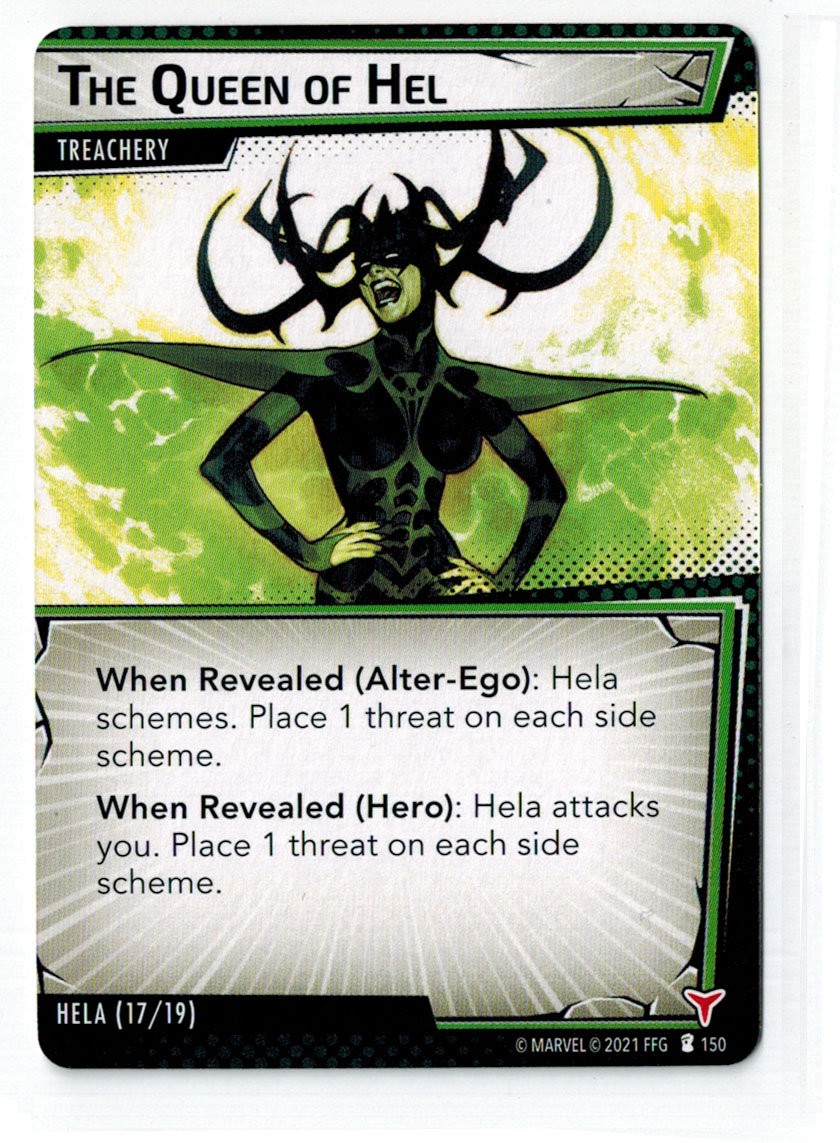 THE QUEEN OF HEL
TREACHERY
When Revealed (Alter-Ego): Hela
schemes. Place 1 threat on each side
scheme.
When Revealed (Hero): Hela attacks
you. Place 1 threat on each side
scheme.
HELA (17/19)
© MARVEL © 2021 FFG 150